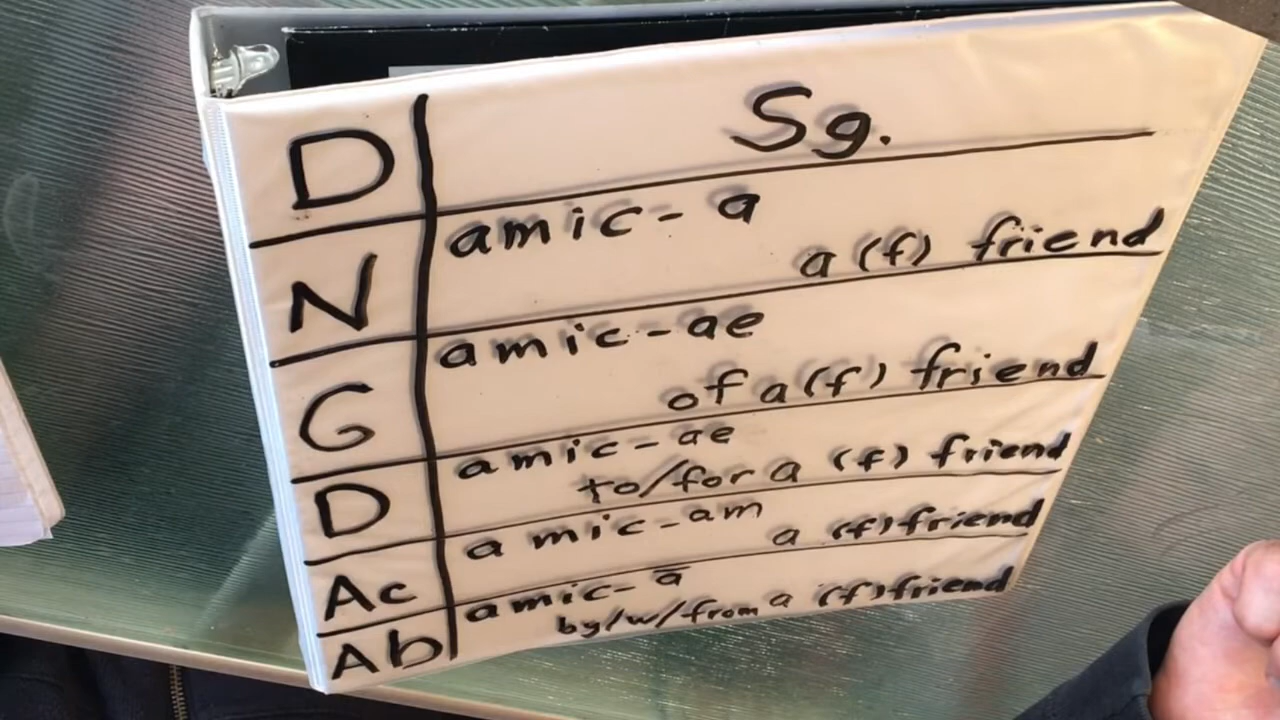 D Sg.
N amic- a
a (f) friend
G amic-ae
of a (f) friend
D amic-ae
to/for a (f) friend
Ac amic-am
a (f) friend
Ab amic-ā
by/w/from a (f) friend